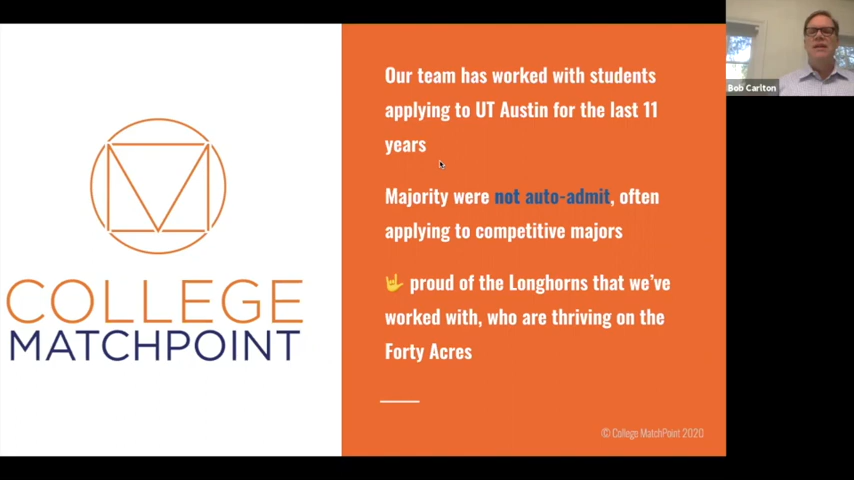 Our team has worked with students
applying to UT Austin for the last 11
years
Majority were not auto-admit, often
applying to competitive majors
🤟 proud of the Longhorns that we've
worked with, who are thriving on the
Forty Acres
COLLEGE
MATCHPOINT
© College MatchPoint 2020
Bob Carlton